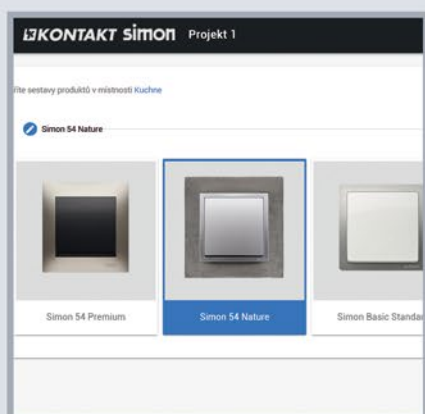 KONTAKT simon Projekt 1
íte sestavy produktů v místnosti Kuchne
Simon 54 Nature
Simon 54 Premium
Simon 54 Nature
Simon Basic Standa